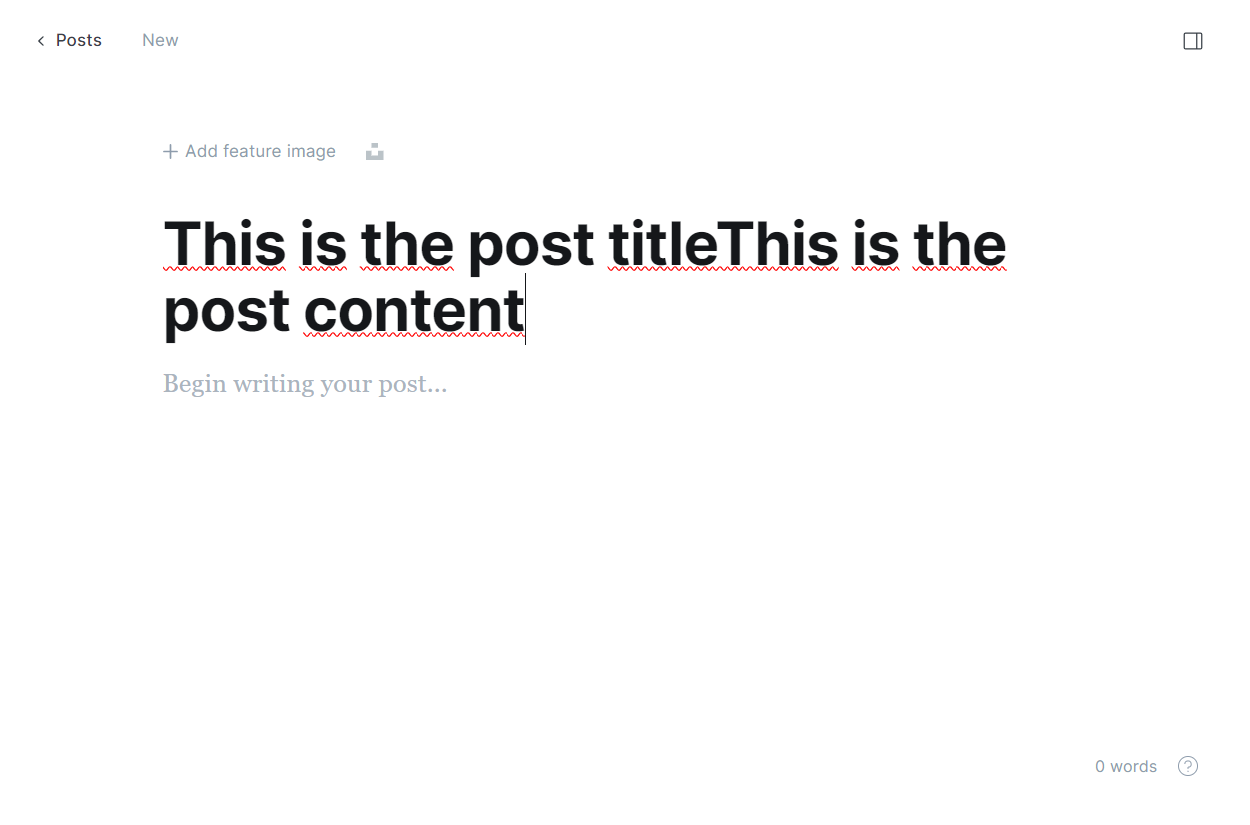 Posts New
Add feature image
This is the post titleThis is the
post content
Begin writing your post...
0 words